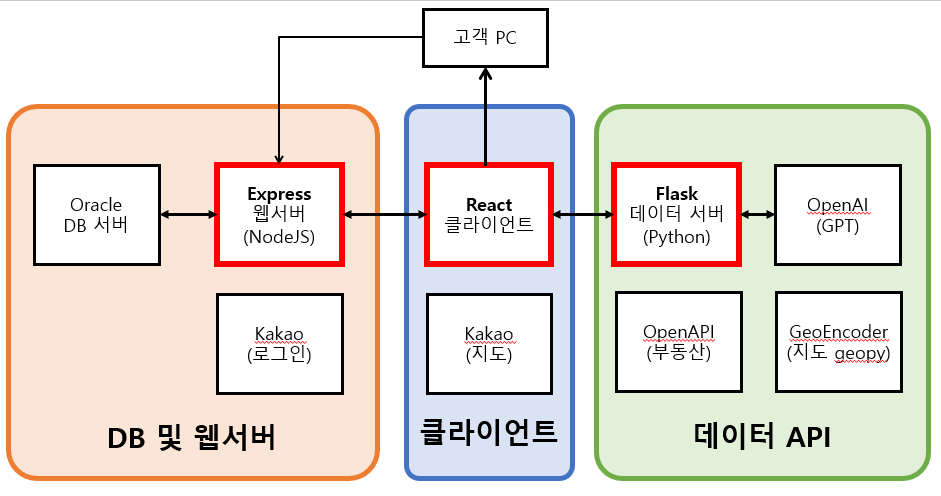 고객 PC
Oracle
DB 서버
Express
웹서버
(NodeJS)
React
클라이언트
Flask
데이터 서버
(Python)
OpenAI
(GPT)
Kakao
(로그인)
Kakao
(지도)
OpenAPI
(부동산)
GeoEncoder
(지도 geopy)
DB 및 웹서버
클라이언트
데이터 API